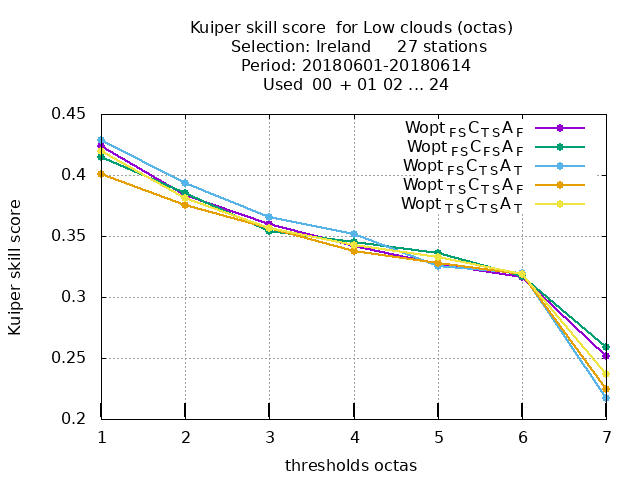 Kuiper skill score for Low clouds (octas)
Selection: Ireland 27 stations
Period: 20180601-20180614
Used 00 + 01 02 ... 24
0.45
0.4
0.35
0.3
0.25
0.2
Kuiper skill score
Wopt FS C TS A F
Wopt FS C FS A F
Wopt FS C TS A T
Wopt TS C TS A F
Wopt TS C TS A T
1 2 3 4 5 6 7
thresholds octas